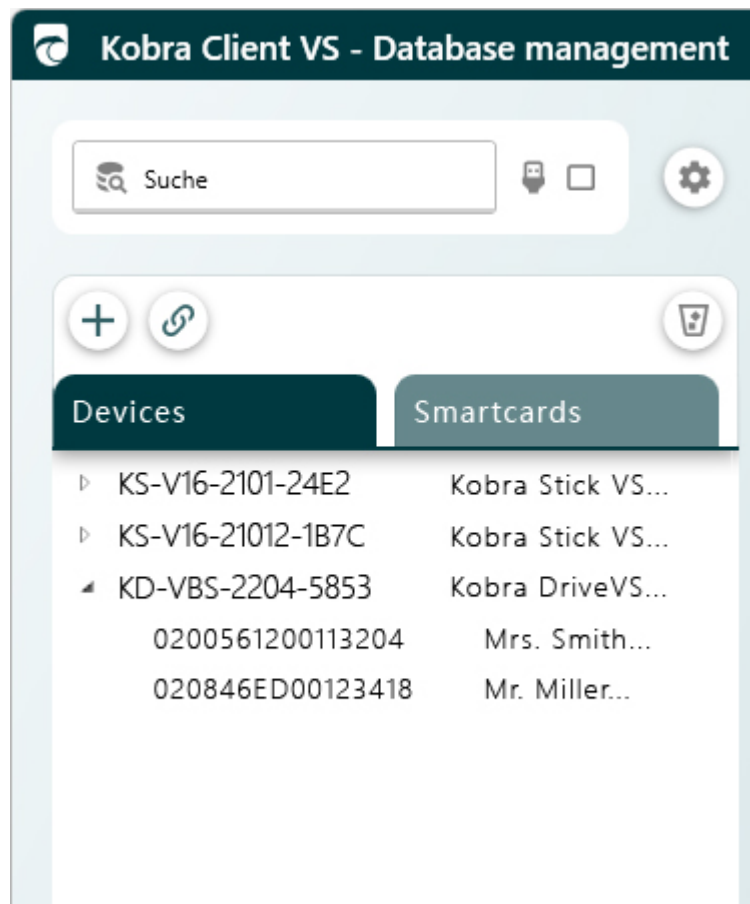 Kobra Client VS - Database management
Suche
Devices Smartcards
KS-V16-2101-24E2 Kobra Stick VS...
KS-V16-21012-1B7C Kobra Stick VS...
KD-VBS-2204-5853 Kobra DriveVS...
0200561200113204 Mrs. Smith...
020846ED00123418 Mr. Miller...